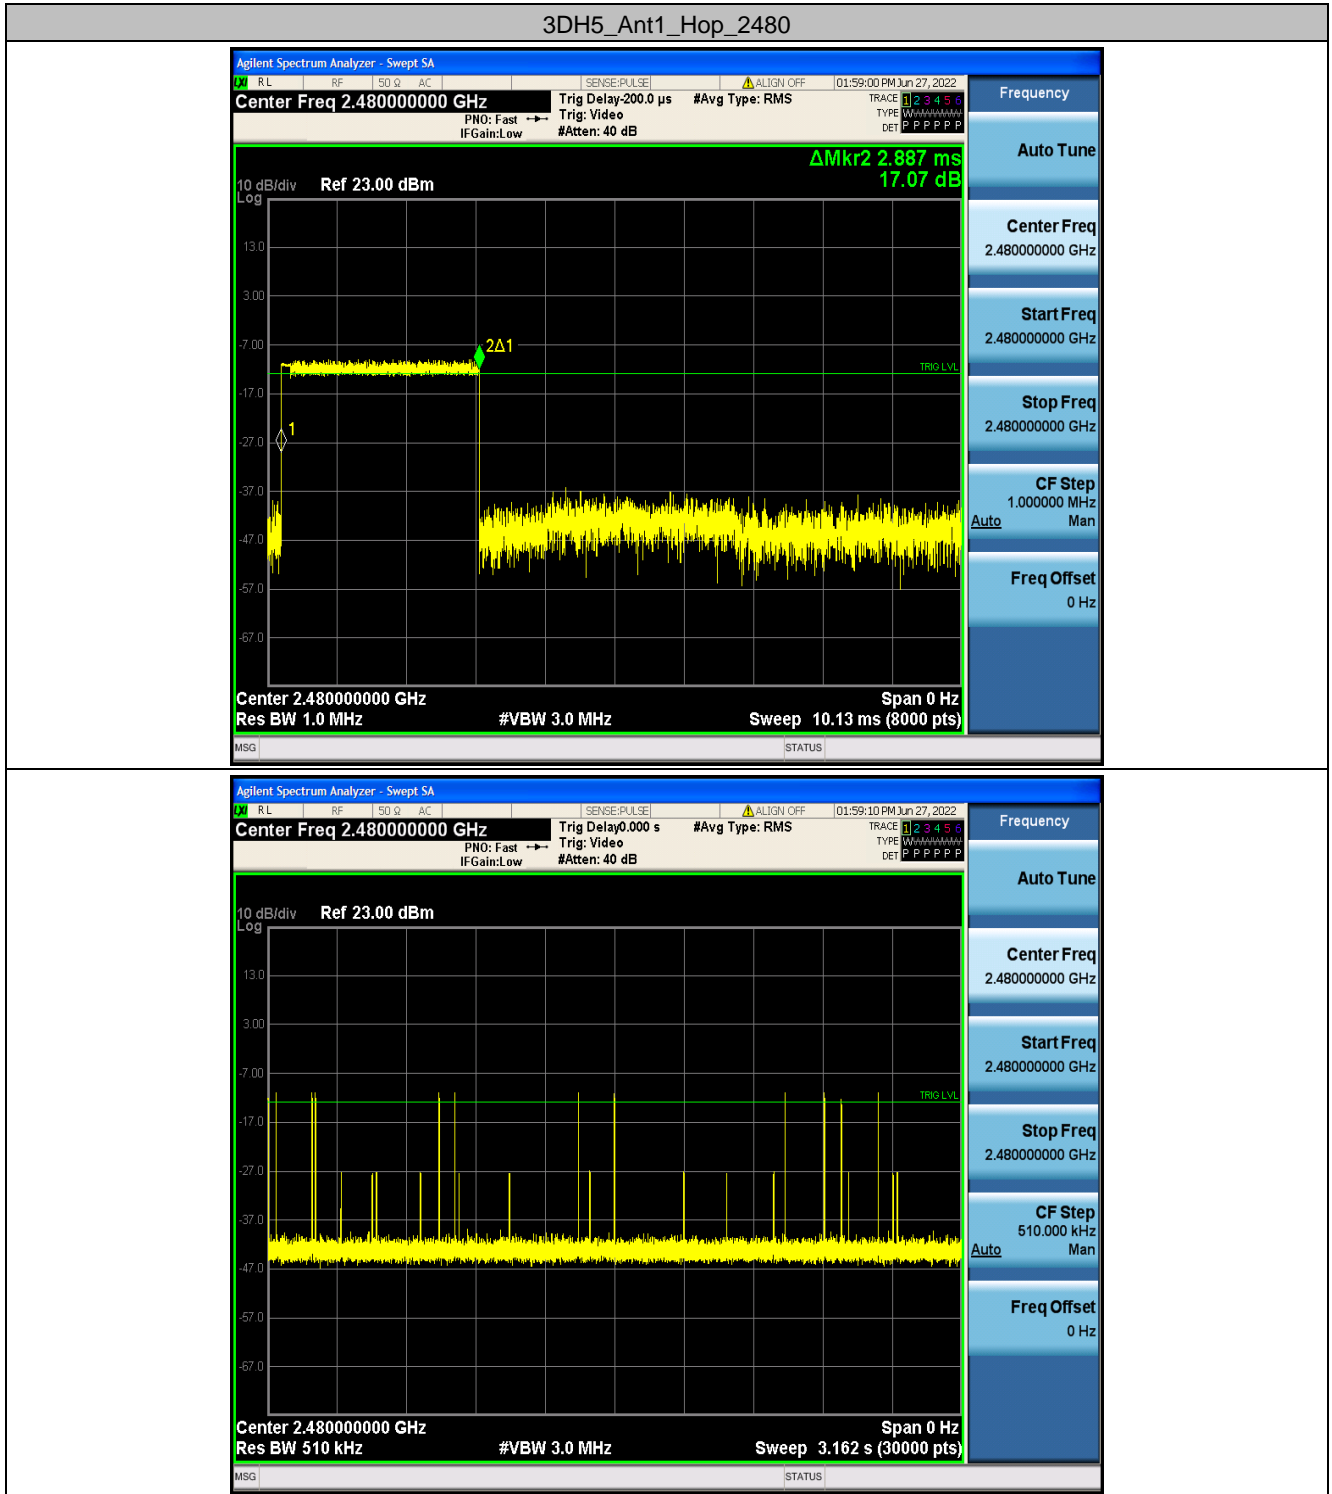 3DH5_Ant1_Hop_2480
Agilent Spectrum Analyzer - Swept SA
LXI RL RF 50 Ω AC SENSE:PULSE ALIGN OFF 01:59:00 PM Jun 27, 2022
Center Freq 2.480000000 GHz Trig Delay-200.0 µs #Avg Type: RMS TRACE 1 2 3 4 5 6
PNO: Fast Trig: Video TYPE
IFGain:Low #Atten: 40 dB DET P P P P P P
Frequency
Auto Tune
ΔMkr2 2.887 ms
10 dB/div Ref 23.00 dBm 17.07 dB
Log
13.0
3.00
-7.00
-17.0
-27.0
-37.0
-47.0
-57.0
-67.0
2Δ1
TRIG LVL
1
Center Freq
2.480000000 GHz
Start Freq
2.480000000 GHz
Stop Freq
2.480000000 GHz
CF Step
1.000000 MHz
Auto Man
Freq Offset
0 Hz
Center 2.480000000 GHz Span 0 Hz
Res BW 1.0 MHz #VBW 3.0 MHz Sweep 10.13 ms (8000 pts)
MSG STATUS
Agilent Spectrum Analyzer - Swept SA
LXI RL RF 50 Ω AC SENSE:PULSE ALIGN OFF 01:59:10 PM Jun 27, 2022
Center Freq 2.480000000 GHz Trig Delay0.000 s #Avg Type: RMS TRACE 1 2 3 4 5 6
PNO: Fast Trig: Video TYPE
IFGain:Low #Atten: 40 dB DET P P P P P P
Frequency
Auto Tune
10 dB/div Ref 23.00 dBm
Log
13.0
3.00
-7.00
-17.0
-27.0
-37.0
-47.0
-57.0
-67.0
TRIG LVL
Center Freq
2.480000000 GHz
Start Freq
2.480000000 GHz
Stop Freq
2.480000000 GHz
CF Step
510.000 kHz
Auto Man
Freq Offset
0 Hz
Center 2.480000000 GHz Span 0 Hz
Res BW 510 kHz #VBW 3.0 MHz Sweep 3.162 s (30000 pts)
MSG STATUS